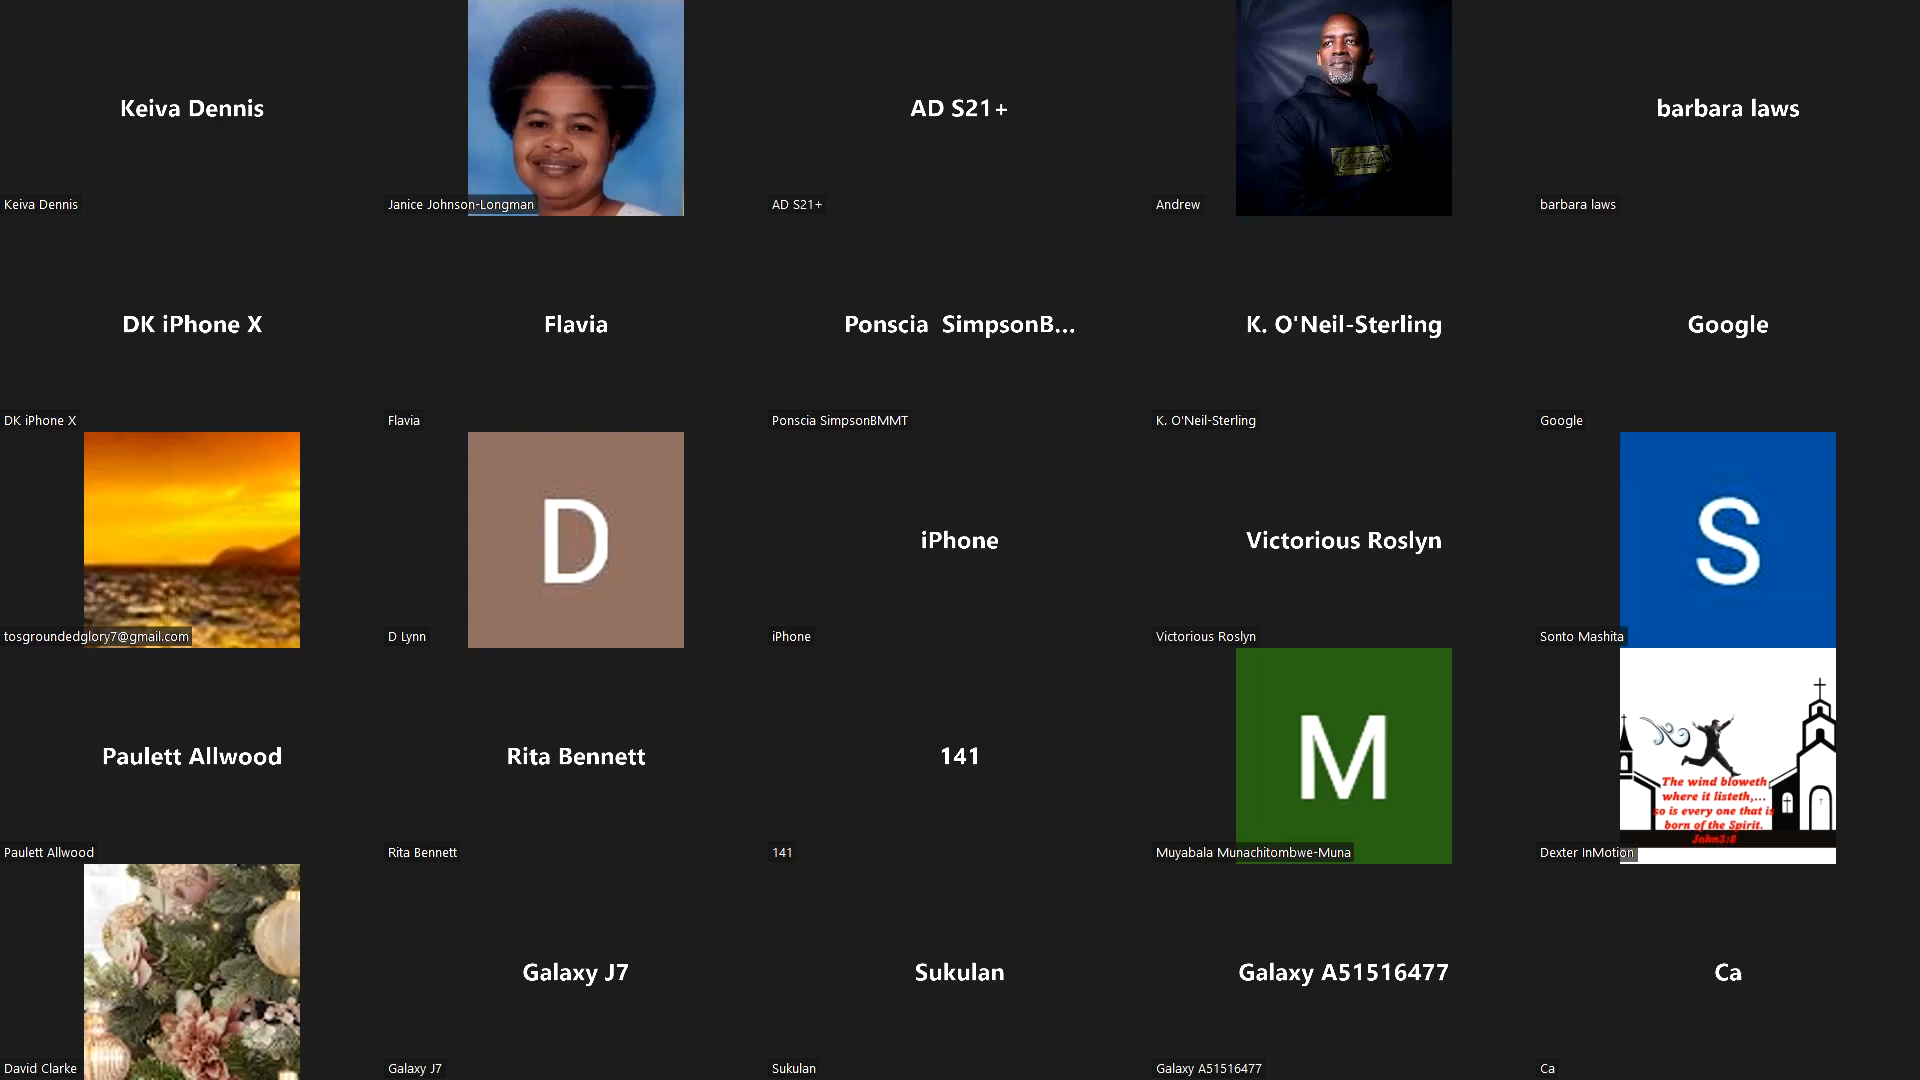 Keiva Dennis
Keiva Dennis
Janice Johnson-Longman
AD S21+
AD S21+
Andrew
barbara laws
barbara laws
DK iPhone X
DK iPhone X
Flavia
Flavia
Ponscia SimpsonB...
Ponscia SimpsonBMMT
K. O'Neil-Sterling
K. O'Neil-Sterling
Google
Google
tosgroundedglory7@gmail.com
D
D Lynn
iPhone
iPhone
Victorious Roslyn
Victorious Roslyn
S
Sonto Mashita
Paulett Allwood
Paulett Allwood
Rita Bennett
Rita Bennett
141
141
M
Muyabala Munachitombwe-Muna
The wind bloweth
where it listeth,...
so is every one that is
born of the Spirit.
John3:8
Dexter InMotion
David Clarke
Galaxy J7
Galaxy J7
Sukulan
Sukulan
Galaxy A51516477
Galaxy A51516477
Ca
Ca